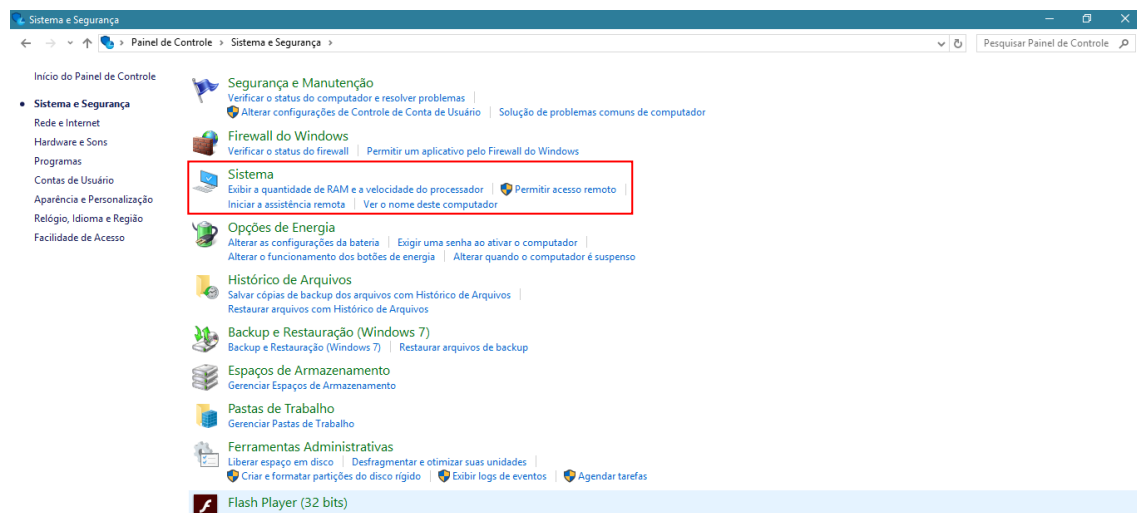 Sistema e Segurança
Painel de Controle > Sistema e Segurança >
Pesquisar Painel de Controle
Início do Painel de Controle
Sistema e Segurança
Rede e Internet
Hardware e Sons
Programas
Contas de Usuário
Aparência e Personalização
Relógio, Idioma e Região
Facilidade de Acesso
Segurança e Manutenção
Verificar o status do computador e resolver problemas
Alterar configurações de Controle de Conta de Usuário | Solução de problemas comuns de computador
Firewall do Windows
Verificar o status do firewall | Permitir um aplicativo pelo Firewall do Windows
Sistema
Exibir a quantidade de RAM e a velocidade do processador | Permitir acesso remoto
Iniciar a assistência remota | Ver o nome deste computador
Opções de Energia
Alterar as configurações da bateria | Exigir uma senha ao ativar o computador
Alterar o funcionamento dos botões de energia | Alterar quando o computador é suspenso
Histórico de Arquivos
Salvar cópias de backup dos arquivos com Histórico de Arquivos
Restaurar arquivos com Histórico de Arquivos
Backup e Restauração (Windows 7)
Backup e Restauração (Windows 7) | Restaurar arquivos de backup
Espaços de Armazenamento
Gerenciar Espaços de Armazenamento
Pastas de Trabalho
Gerenciar Pastas de Trabalho
Ferramentas Administrativas
Liberar espaço em disco | Desfragmentar e otimizar suas unidades
Criar e formatar partições do disco rígido | Exibir logs de eventos | Agendar tarefas
Flash Player (32 bits)